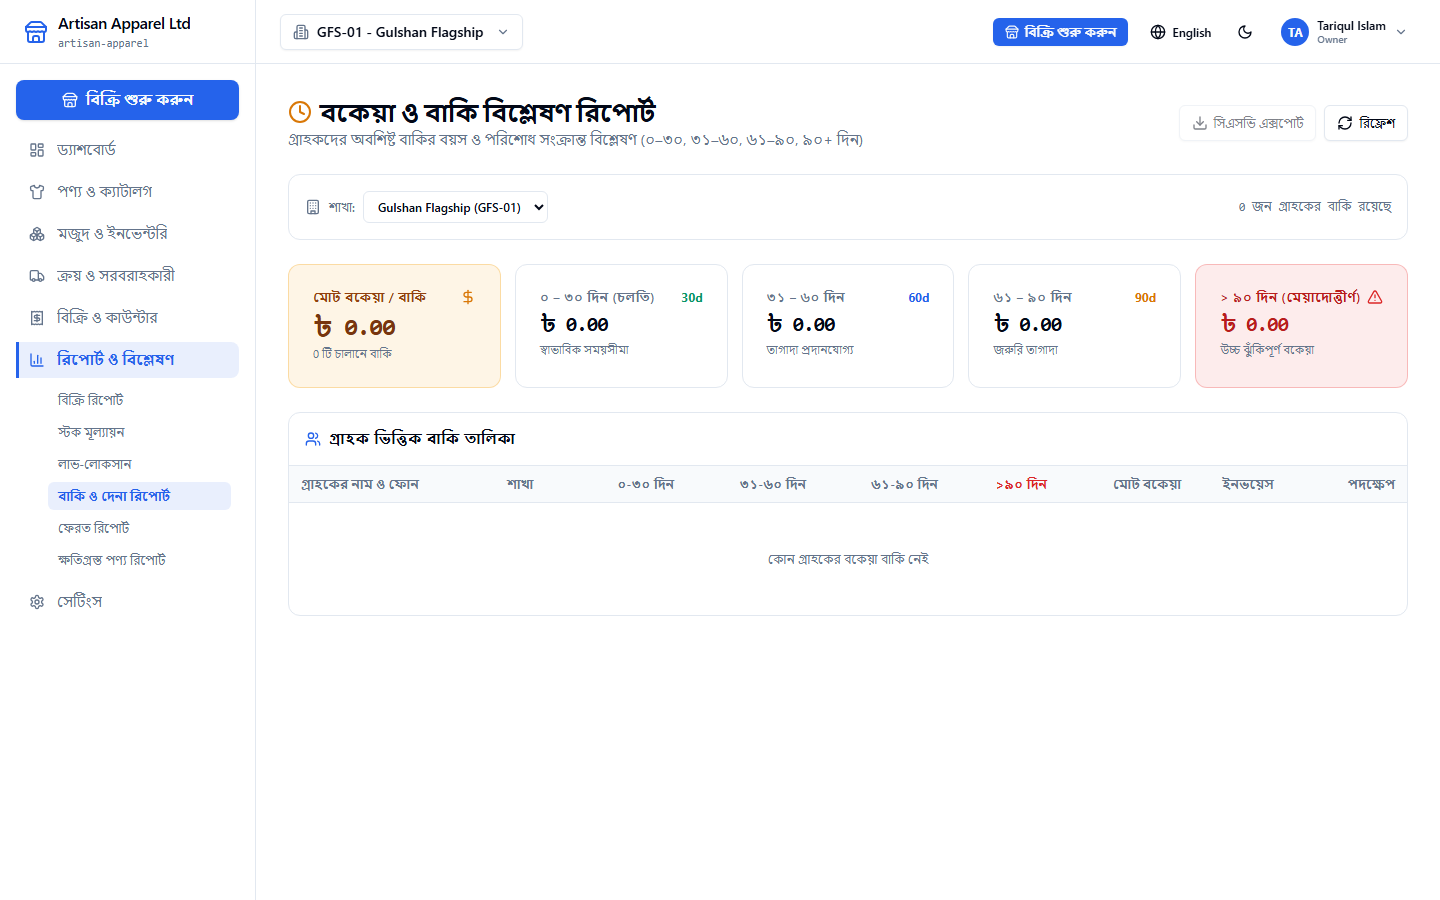 Artisan Apparel Ltd
artisan-apparel
GFS-01 - Gulshan Flagship
বিক্রি শুরু করুন
English
TA
Tariqul Islam
Owner
বিক্রি শুরু করুন
ড্যাশবোর্ড
পণ্য ও ক্যাটালগ
মজুদ ও ইনভেন্টরি
ক্রয় ও সরবরাহকারী
বিক্রি ও কাউন্টার
রিপোর্ট ও বিশ্লেষণ
বিক্রি রিপোর্ট
স্টক মূল্যায়ন
লাভ-লোকসান
বাকি ও দেনা রিপোর্ট
ফেরত রিপোর্ট
ক্ষতিগ্রস্ত পণ্য রিপোর্ট
সেটিংস
বকেয়া ও বাকি বিশ্লেষণ রিপোর্ট
গ্রাহকদের অবশিষ্ট বাকির বয়স ও পরিশোধ সংক্রান্ত বিশ্লেষণ (০–৩০, ৩১–৬০, ৬১–৯০, ৯০+ দিন)
সিএসভি এক্সপোর্ট
রিফ্রেশ
শাখা:
Gulshan Flagship (GFS-01)
0 জন গ্রাহকের বাকি রয়েছে
মোট বকেয়া / বাকি
$
৳ 0.00
0 টি চালানে বাকি
০ – ৩০ দিন (চলতি)
30d
৳ 0.00
স্বাভাবিক সময়সীমা
৩১ – ৬০ দিন
60d
৳ 0.00
তাগাদা প্রদানযোগ্য
৬১ – ৯০ দিন
90d
৳ 0.00
জরুরি তাগাদা
> ৯০ দিন (মেয়াদোত্তীর্ণ)
৳ 0.00
উচ্চ ঝুঁকিপূর্ণ বকেয়া
গ্রাহক ভিত্তিক বাকি তালিকা
গ্রাহকের নাম ও ফোন
শাখা
০-৩০ দিন
৩১-৬০ দিন
৬১-৯০ দিন
>৯০ দিন
মোট বকেয়া
ইনভয়েস
পদক্ষেপ
কোন গ্রাহকের বকেয়া বাকি নেই